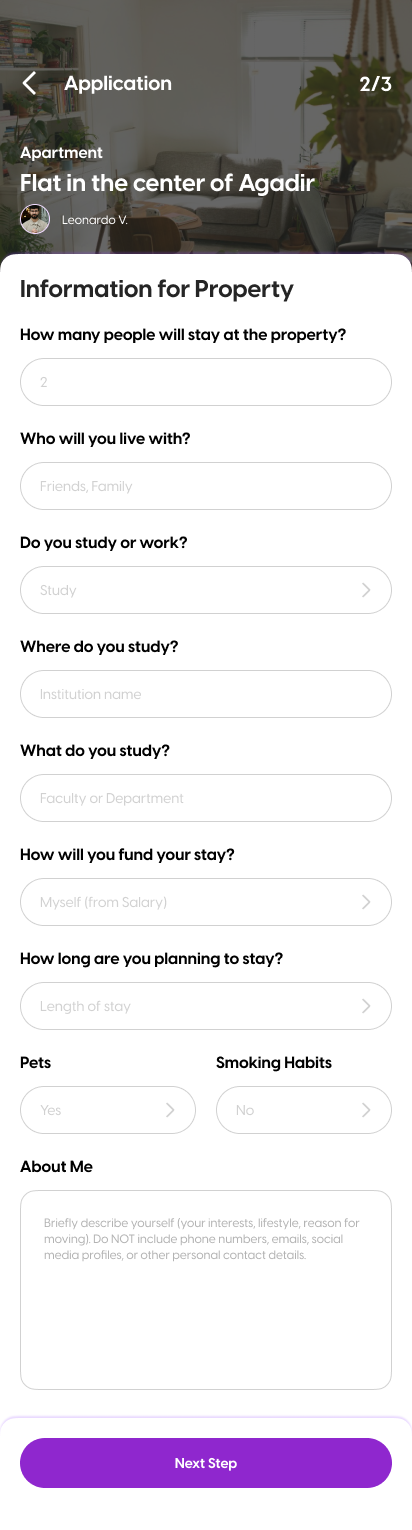 Application
2/3
Apartment
Flat in the center of Agadir
Leonardo V.
Information for Property
How many people will stay at the property?
2
Who will you live with?
Friends, Family
Do you study or work?
Study
Where do you study?
Institution name
What do you study?
Faculty or Department
How will you fund your stay?
Myself (from Salary)
How long are you planning to stay?
Length of stay
Pets
Smoking Habits
Yes
No
About Me
Briefly describe yourself (your interests, lifestyle, reason for
moving). Do NOT include phone numbers, emails, social
media profiles, or other personal contact details.
Next Step